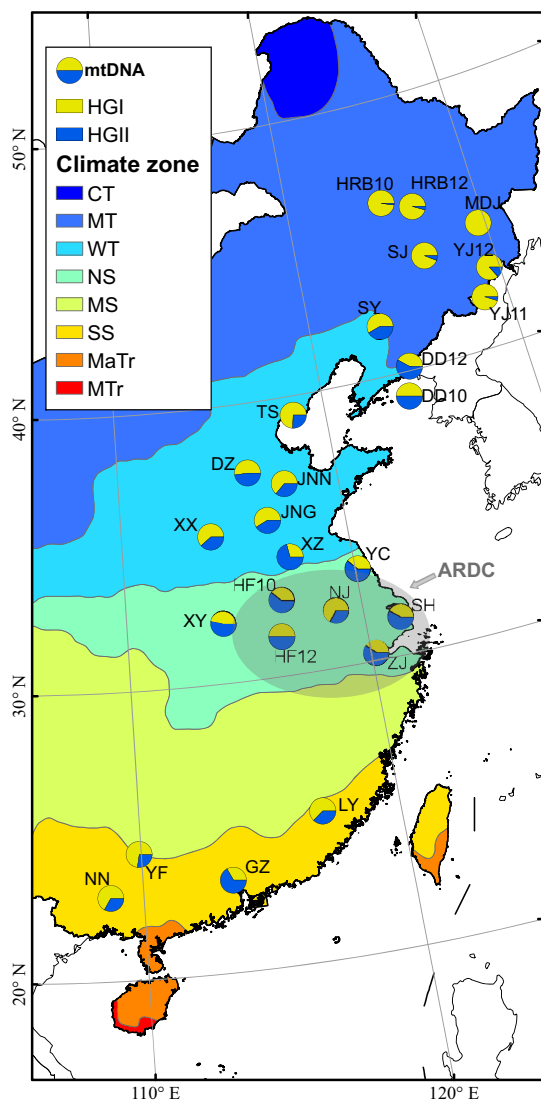 mtDNA
HGI
HGII
Climate zone
CT
MT
WT
NS
MS
SS
MaTr
MTr
50° N
40° N
30° N
20° N
110° E
120° E
HRB10
HRB12
MDJ
SJ
YJ12
YJ11
SY
DD12
DD10
TS
DZ
JNN
JNG
XX
XZ
YC
ARDC
HF10
NJ
SH
XY
HF12
ZJ
LY
YF
GZ
NN